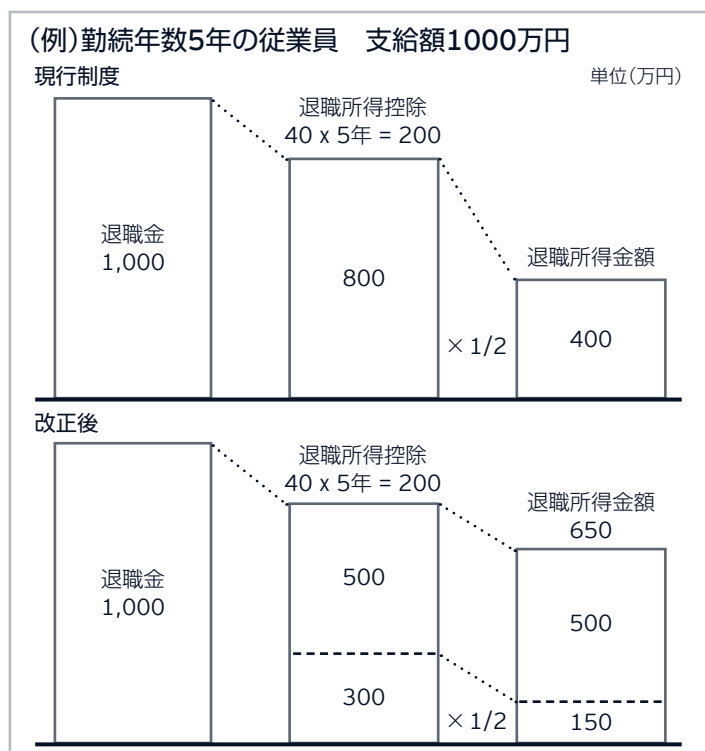 (例)勤続年数5年の従業員　支給額1000万円
現行制度
単位(万円)
退職所得控除
40 x 5年 = 200
退職金
1,000
800
退職所得金額
×1/2
400
改正後
退職所得控除
40 x 5年 = 200
退職所得金額
650
退職金
1,000
500
500
300
×1/2
150